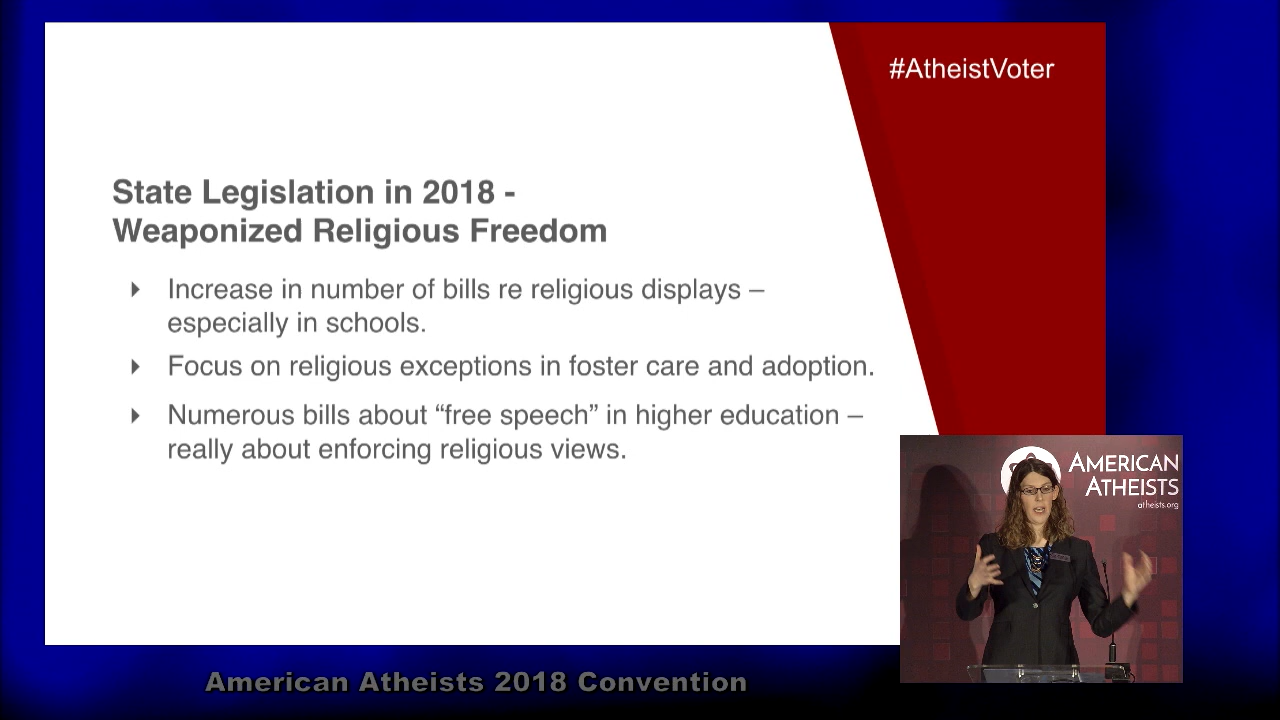 #AtheistVoter
State Legislation in 2018 -
Weaponized Religious Freedom
Increase in number of bills re religious displays –
especially in schools.
Focus on religious exceptions in foster care and adoption.
Numerous bills about “free speech” in higher education –
really about enforcing religious views.
AMERICAN
ATHEISTS
atheists.org
American Atheists 2018 Convention